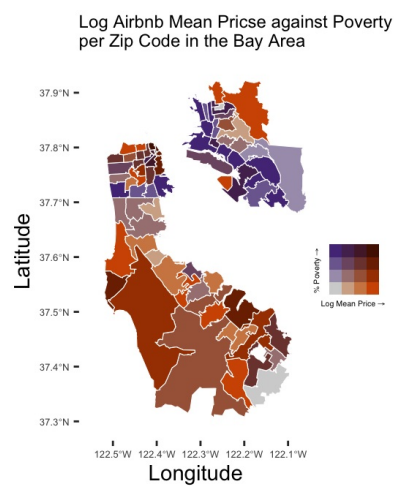 Log Airbnb Mean Pricse against Poverty
per Zip Code in the Bay Area
37.9°N
37.8°N
37.7°N
37.6°N
37.5°N
37.4°N
37.3°N
Latitude
% Poverty →
Log Mean Price →
122.5°W 122.4°W 122.3°W 122.2°W 122.1°W
Longitude